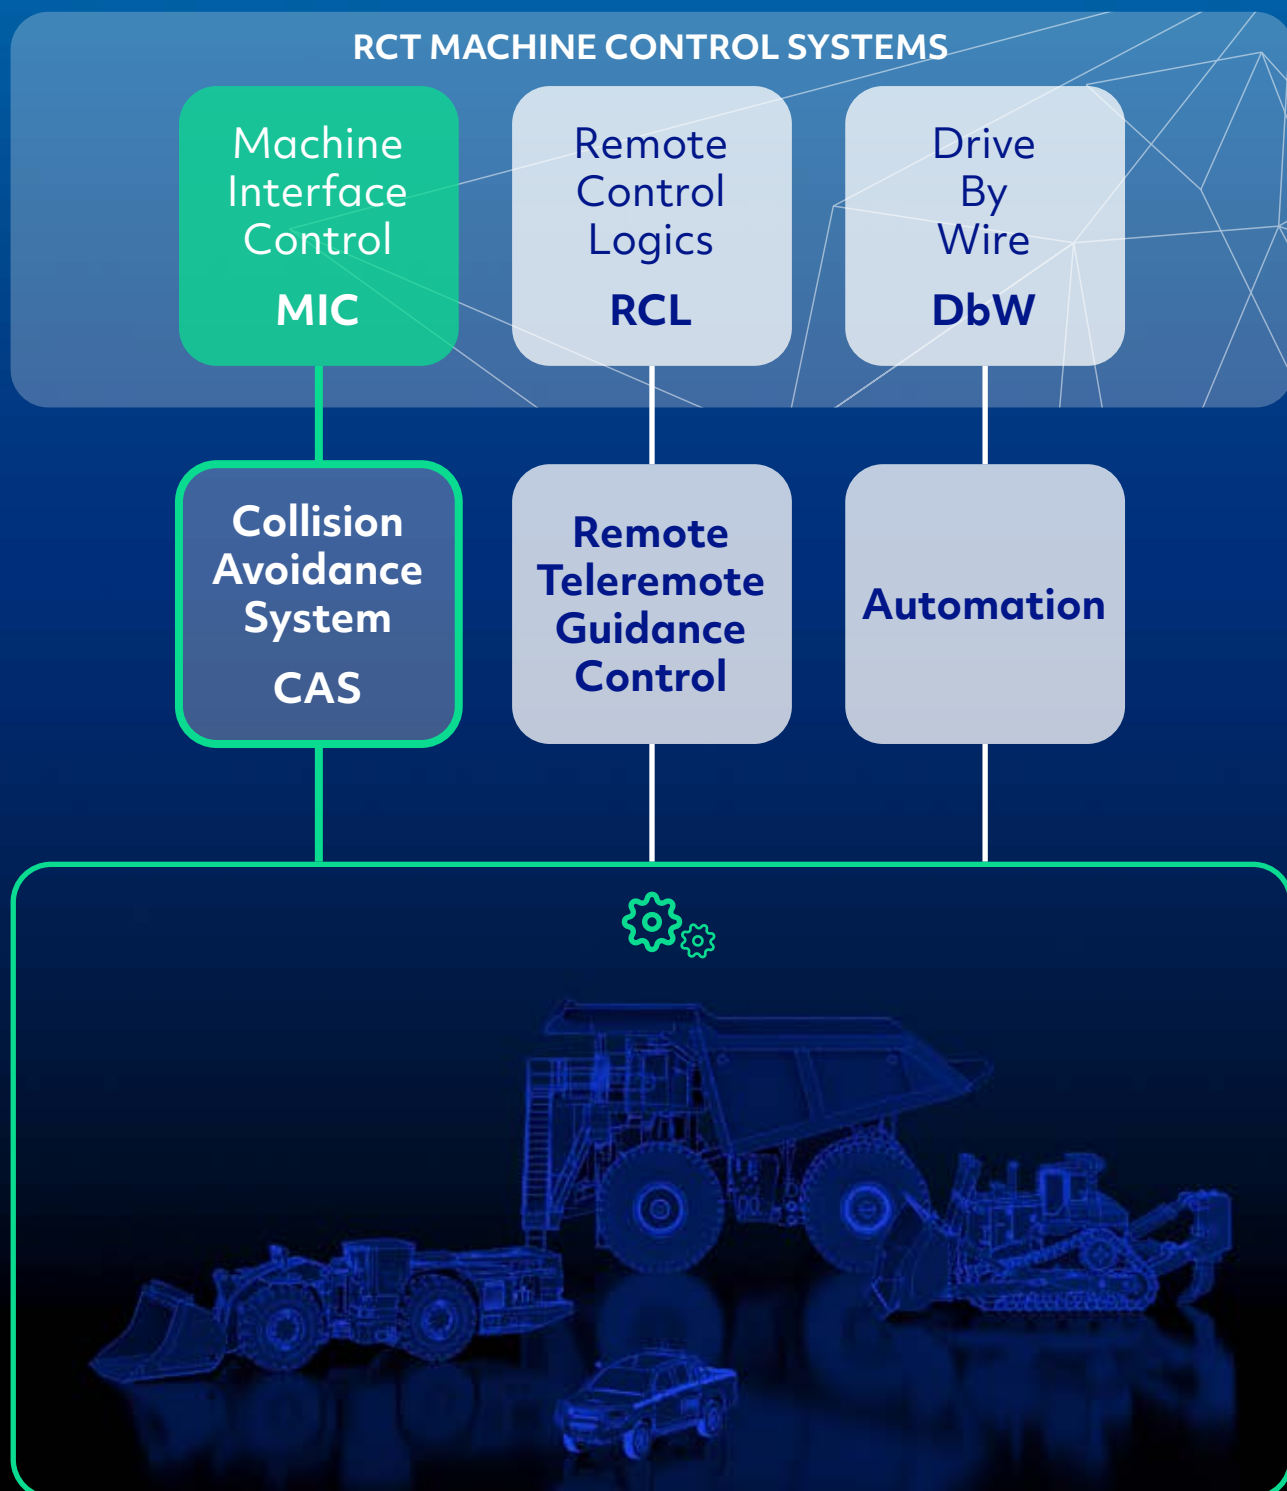 RCT MACHINE CONTROL SYSTEMS
Machine
Interface
Control
MIC
Remote
Control
Logics
RCL
Drive
By
Wire
DbW
Collision
Avoidance
System
CAS
Remote
Teleremote
Guidance
Control
Automation